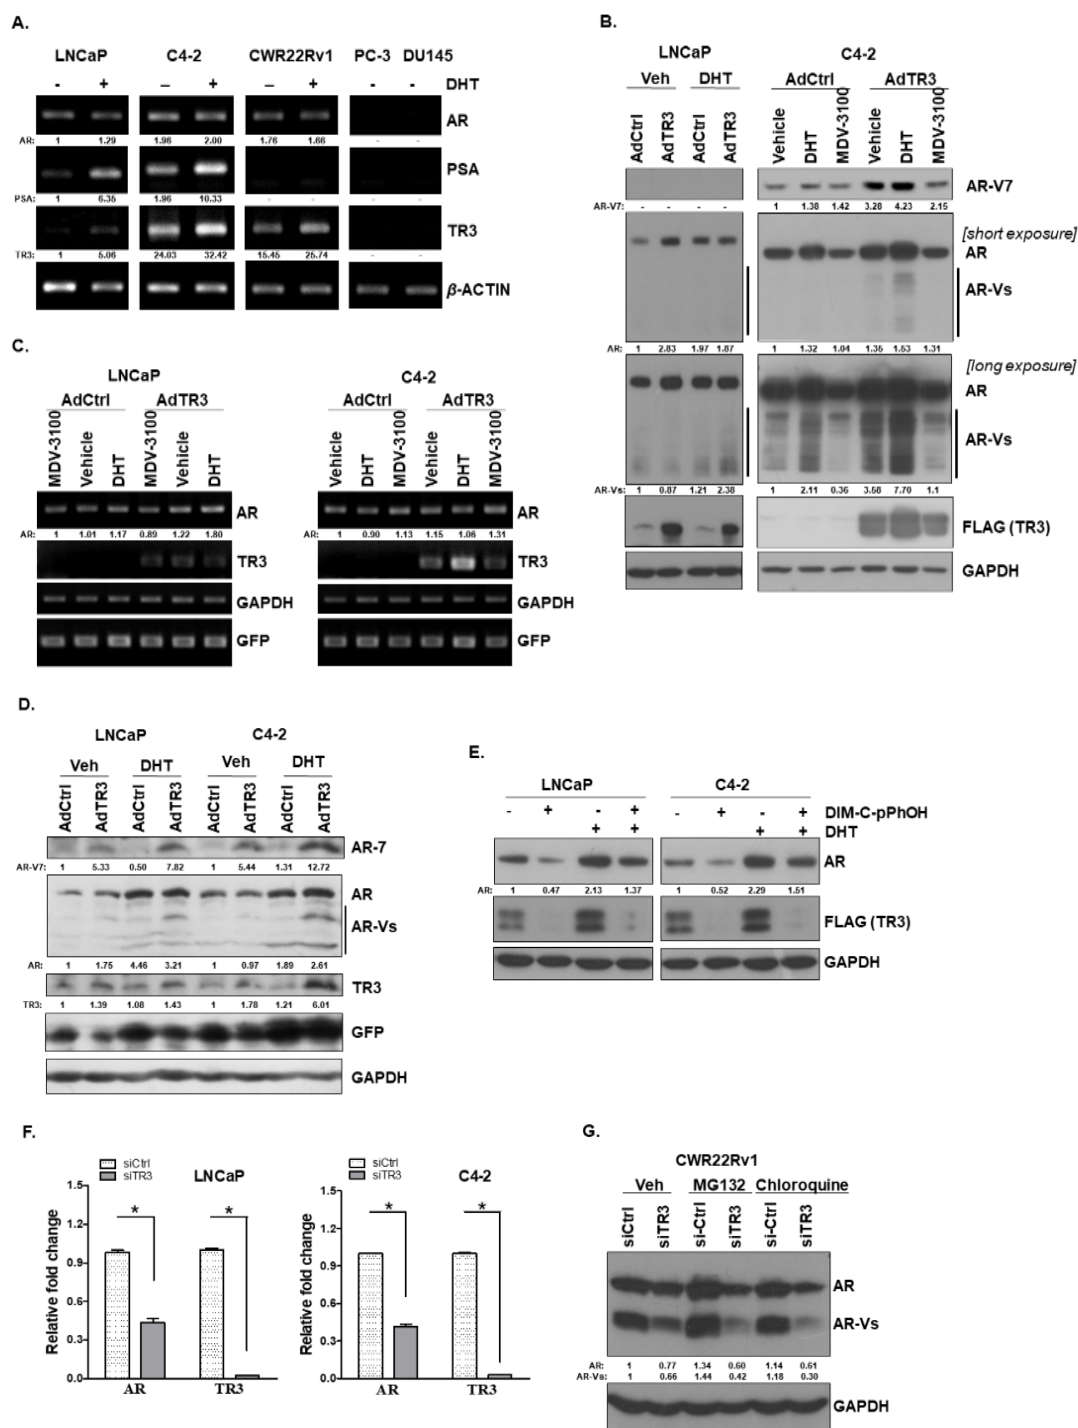 A.
LNCaP C4-2 CWR22Rv1 PC-3 DU145
- + – + – + - - DHT
AR
AR: 1 1.29 1.96 2.00 1.76 1.66 - -
PSA
PSA: 1 6.35 1.96 10.33 - - - -
TR3
TR3: 1 5.06 24.03 32.42 15.45 25.74 - -
β-ACTIN
B.
LNCaP C4-2
Veh DHT AdCtrl AdTR3
AdCtrl AdTR3 AdCtrl AdTR3 Vehicle DHT MDV-3100 Vehicle DHT MDV-3100
AR-V7
AR-V7: - - - - 1 1.38 1.42 3.28 4.23 2.15
[short exposure]
AR
AR-Vs
AR: 1 2.83 1.97 1.87 1 1.32 1.04 1.35 1.53 1.31
[long exposure]
AR
AR-Vs
AR-Vs: 1 0.87 1.21 2.38 1 2.11 0.36 3.58 7.70 1.1
FLAG (TR3)
GAPDH
C.
LNCaP C4-2
AdCtrl AdTR3 AdCtrl AdTR3
MDV-3100 Vehicle DHT MDV-3100 Vehicle DHT Vehicle DHT MDV-3100 Vehicle DHT MDV-3100
AR AR
AR: 1 1.01 1.17 0.89 1.22 1.80 AR: 1 0.90 1.13 1.15 1.06 1.31
TR3 TR3
GAPDH GAPDH
GFP GFP
D.
LNCaP C4-2
Veh DHT Veh DHT
AdCtrl AdTR3 AdCtrl AdTR3 AdCtrl AdTR3 AdCtrl AdTR3
AR-7
AR-V7: 1 5.33 0.50 7.82 1 5.44 1.31 12.72
AR
AR-Vs
AR: 1 1.75 4.46 3.21 1 0.97 1.89 2.61
TR3
TR3: 1 1.39 1.08 1.43 1 1.78 1.21 6.01
GFP
GAPDH
E.
LNCaP C4-2
- + - + - + - + DIM-C-pPhOH
+ + + + DHT
AR
AR: 1 0.47 2.13 1.37 1 0.52 2.29 1.51
FLAG (TR3)
GAPDH
F.
siCtrl
siTR3
LNCaP
* *
Relative fold change
1.5
1.2
0.9
0.6
0.3
0.0
AR TR3
siCtrl
siTR3
C4-2
* *
Relative fold change
1.5
1.2
0.9
0.6
0.3
0.0
AR TR3
G.
CWR22Rv1
Veh MG132 Chloroquine
siCtrl siTR3 si-Ctrl siTR3 si-Ctrl siTR3
AR
AR-Vs
AR: 1 0.77 1.34 0.60 1.14 0.61
AR-Vs: 1 0.66 1.44 0.42 1.18 0.30
GAPDH